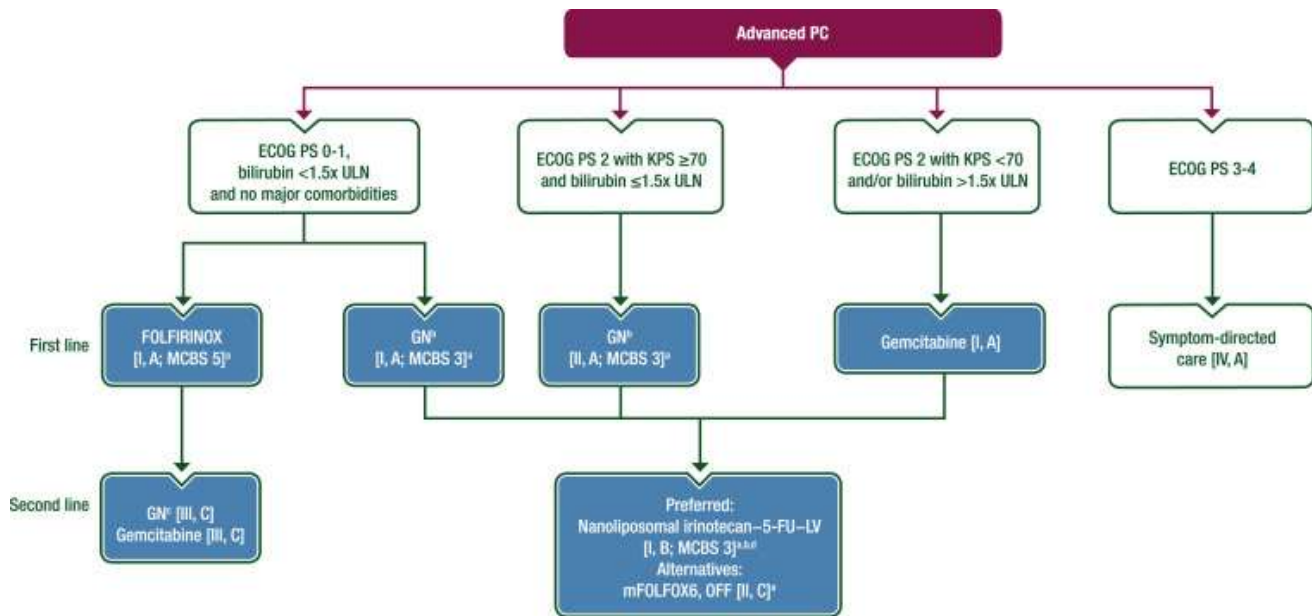 Advanced PC
ECOG PS 0-1,
bilirubin <1.5x ULN
and no major comorbidities
ECOG PS 2 with KPS ≥70
and bilirubin ≤1.5x ULN
ECOG PS 2 with KPS <70
and/or bilirubin >1.5x ULN
ECOG PS 3-4
First line
FOLFIRINOX
[I, A; MCBS 5]ᵃ
GNᵇ
[I, A; MCBS 3]ᵃ
GNᵇ
[II, A; MCBS 3]ᵃ
Gemcitabine [I, A]
Symptom-directed
care [IV, A]
Second line
GNᶜ [III, C]
Gemcitabine [III, C]
Preferred:
Nanoliposomal irinotecan–5-FU–LV
[I, B; MCBS 3]ᵃ,ᵇ,ᵈ
Alternatives:
mFOLFOX6, OFF [II, C]ᵉ